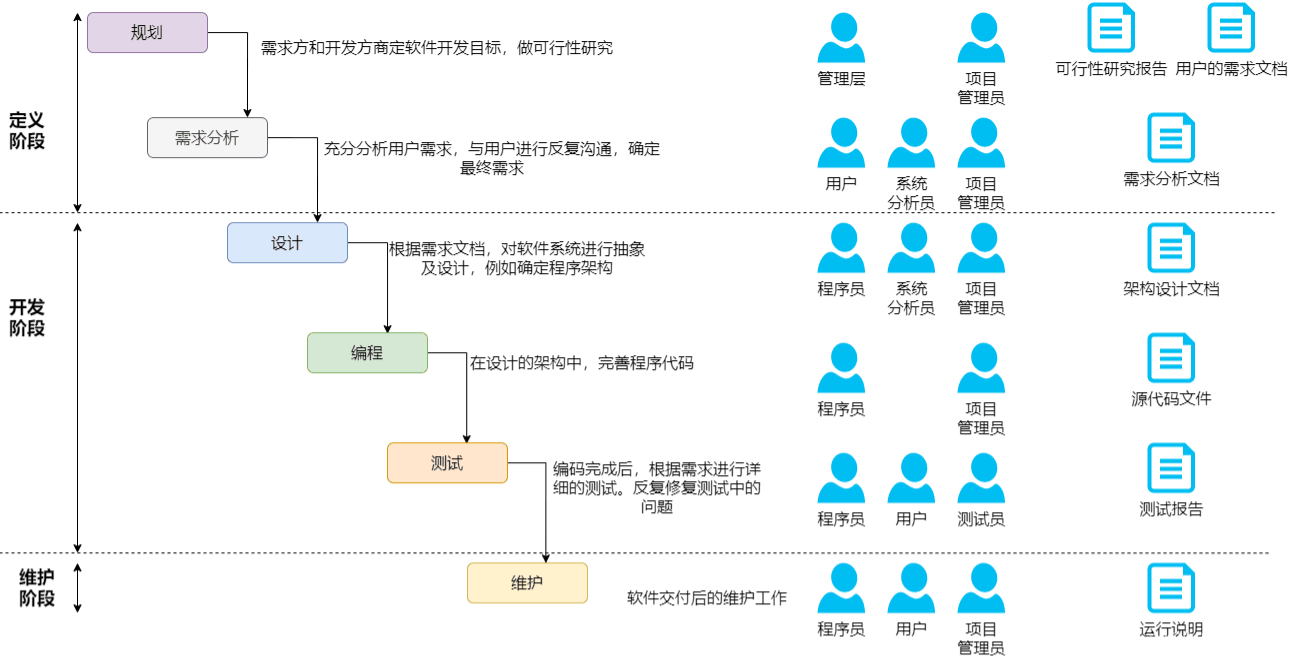 规划
需求方和开发方商定软件开发目标，做可行性研究
管理层
项目
管理员
可行性研究报告
用户的需求文档
定义
阶段
需求分析
充分分析用户需求，与用户进行反复沟通，确定
最终需求
用户
系统
分析员
项目
管理员
需求分析文档
设计
根据需求文档，对软件系统进行抽象
及设计，例如确定程序架构
程序员
系统
分析员
项目
管理员
架构设计文档
开发
阶段
编程
在设计的架构中，完善程序代码
程序员
项目
管理员
源代码文件
测试
编码完成后，根据需求进行详
细的测试。反复修复测试中的
问题
程序员
用户
测试员
测试报告
维护
阶段
维护
软件交付后的维护工作
程序员
用户
项目
管理员
运行说明